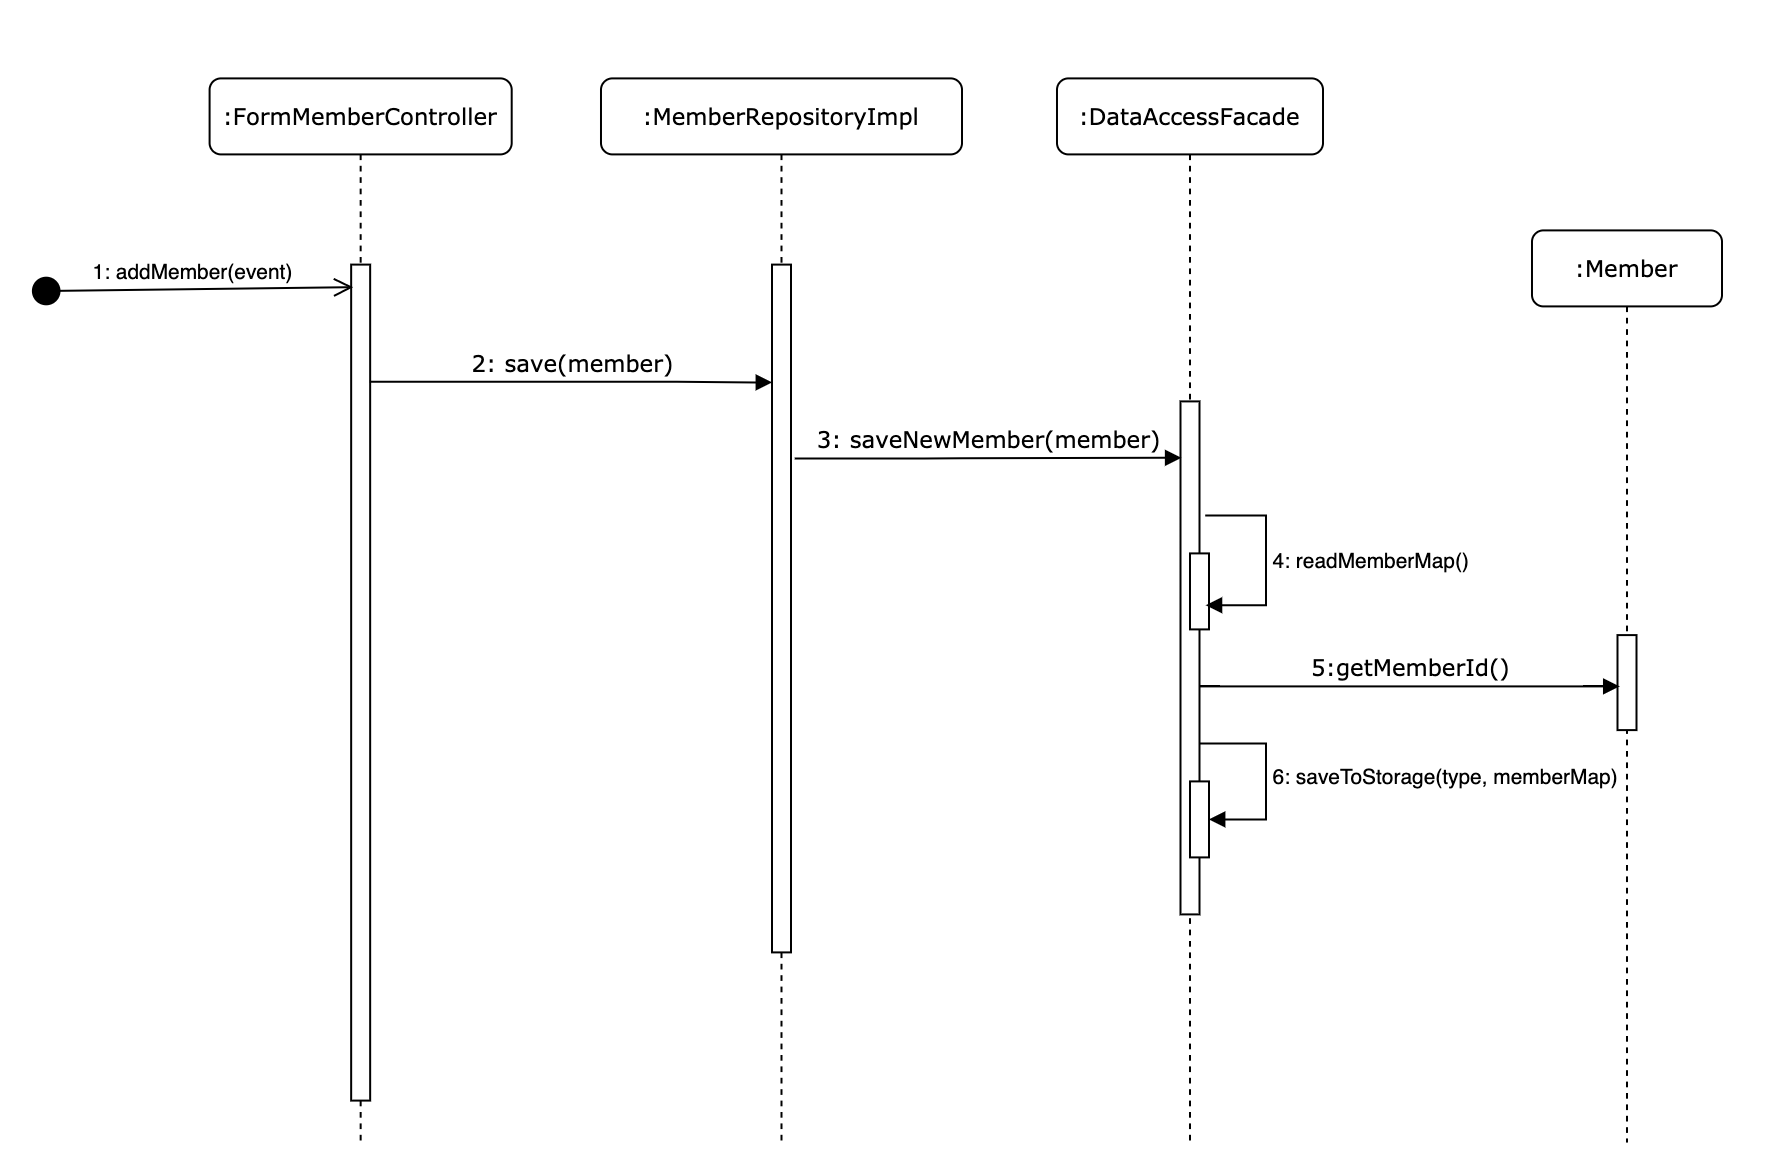 :FormMemberController
:MemberRepositoryImpl
:DataAccessFacade
:Member
1: addMember(event)
2: save(member)
3: saveNewMember(member)
4: readMemberMap()
5:getMemberId()
6: saveToStorage(type, memberMap)